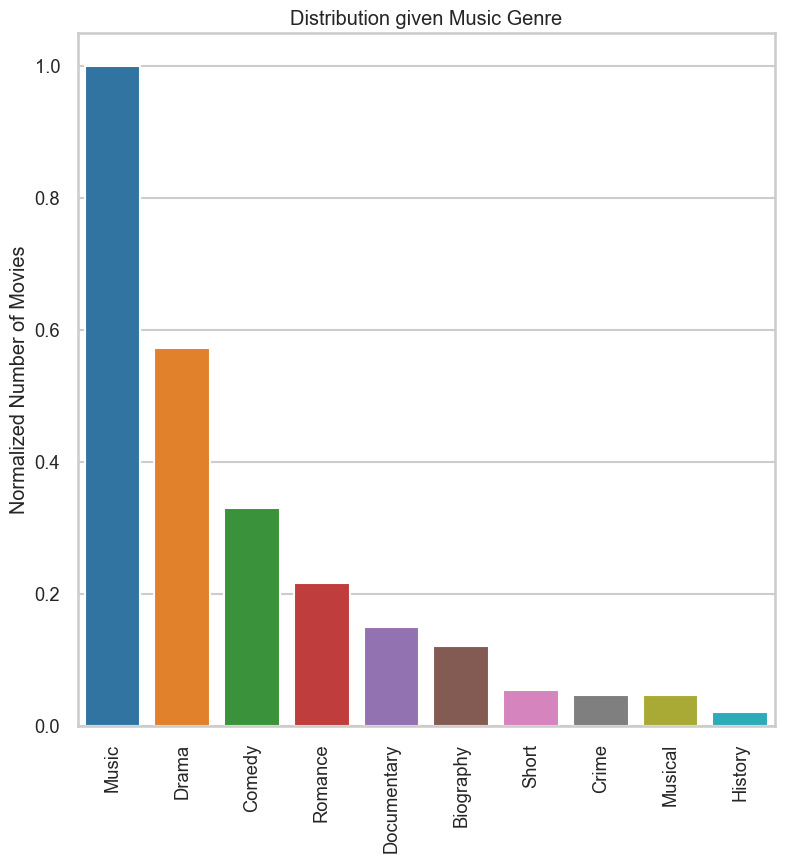 Distribution given Music Genre
Normalized Number of Movies
1.0
0.8
0.6
0.4
0.2
0.0
Music
Drama
Comedy
Romance
Documentary
Biography
Short
Crime
Musical
History